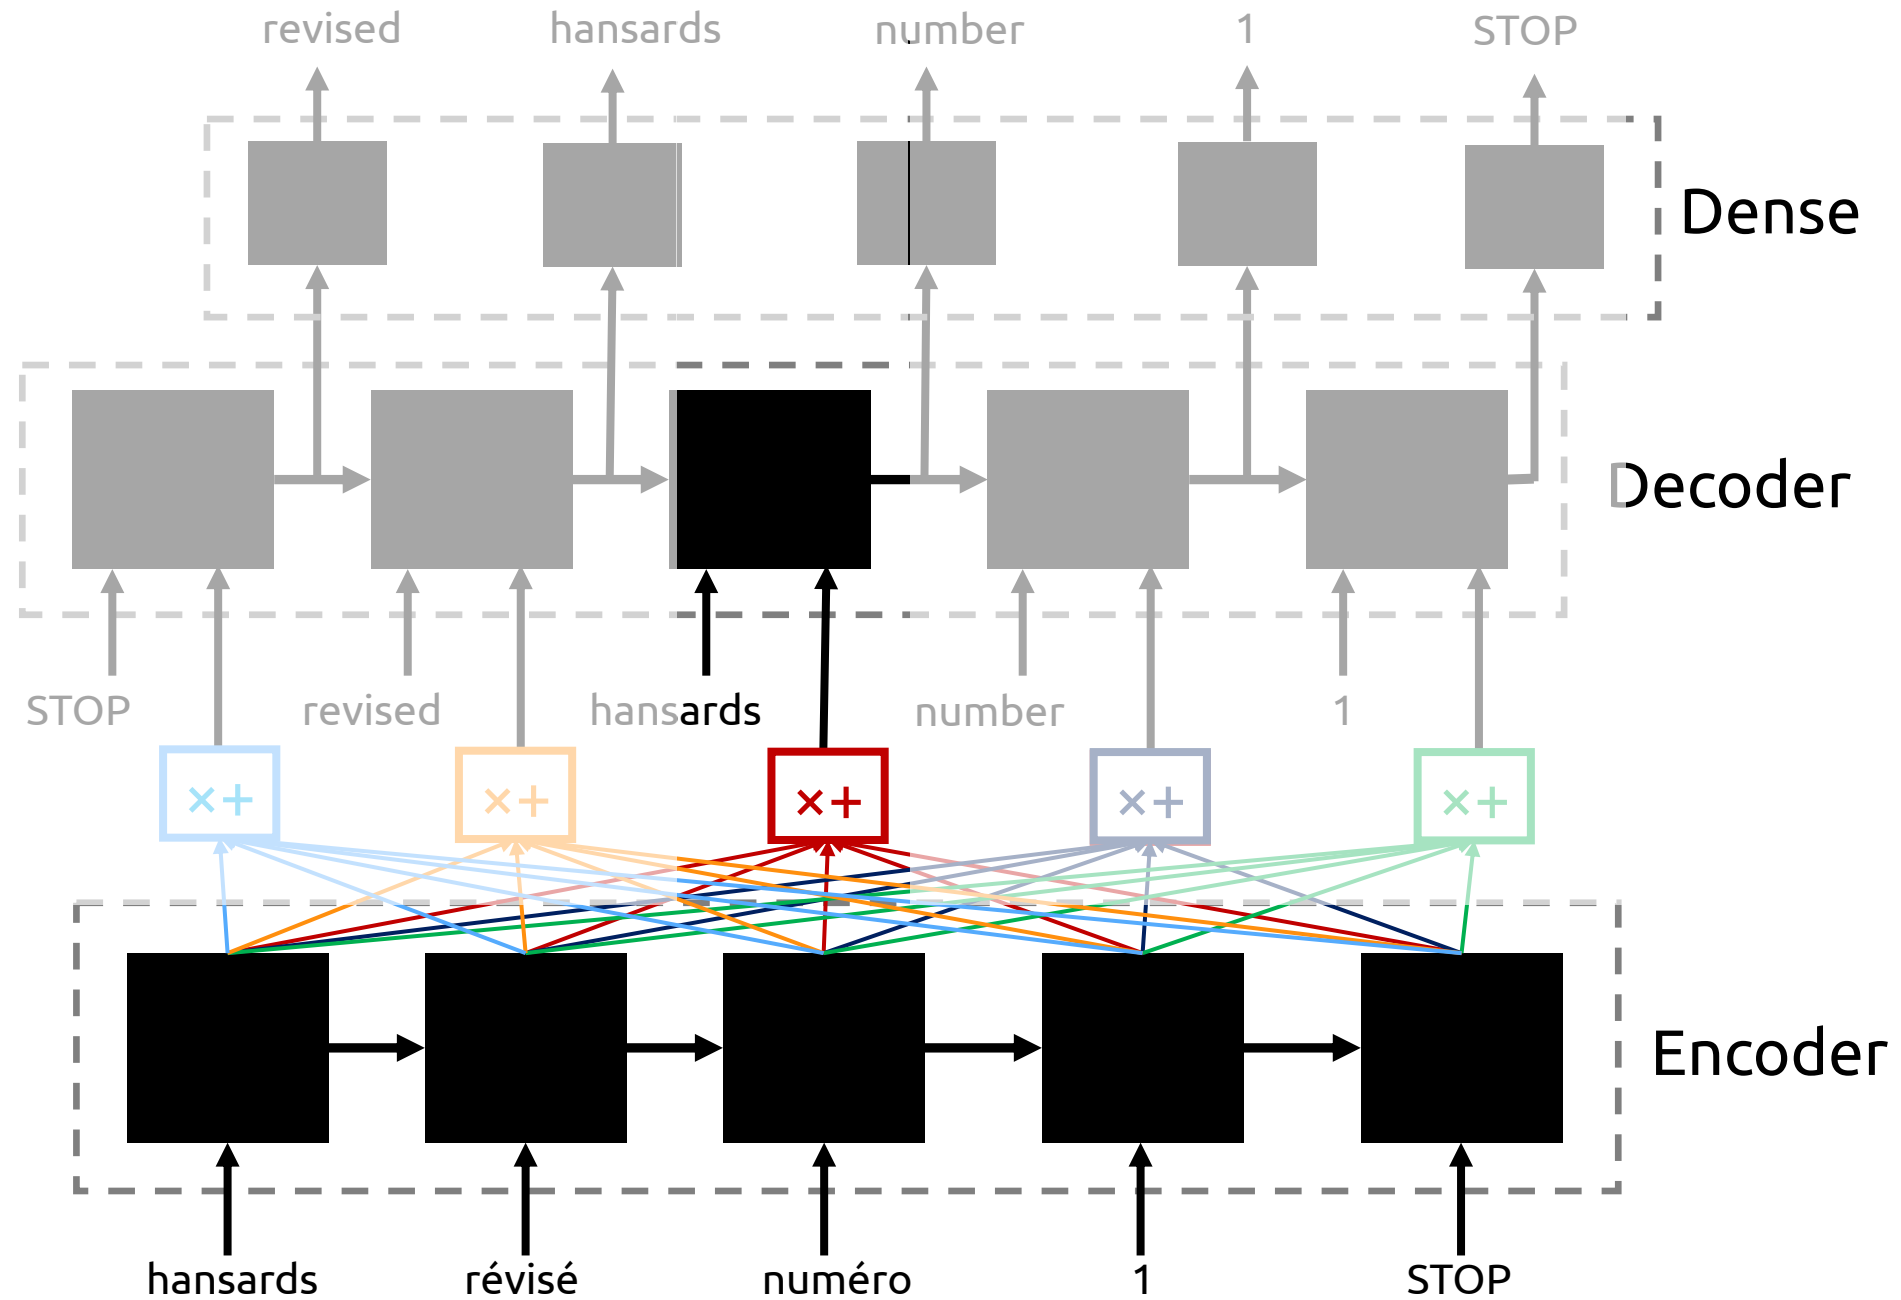 revised hansards number 1 STOP
Dense
Decoder
STOP revised hansards number 1
×+ ×+ ×+ ×+ ×+
Encoder
hansards révisé numéro 1 STOP